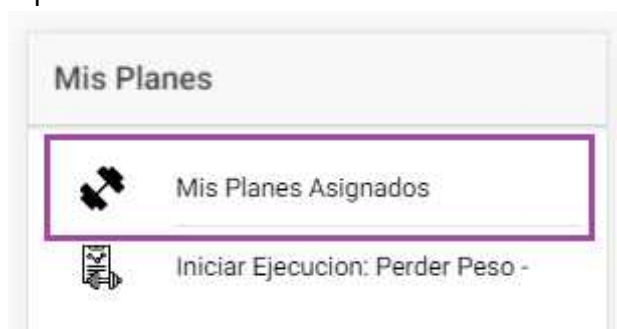 Mis Planes
Mis Planes Asignados
Iniciar Ejecucion: Perder Peso -